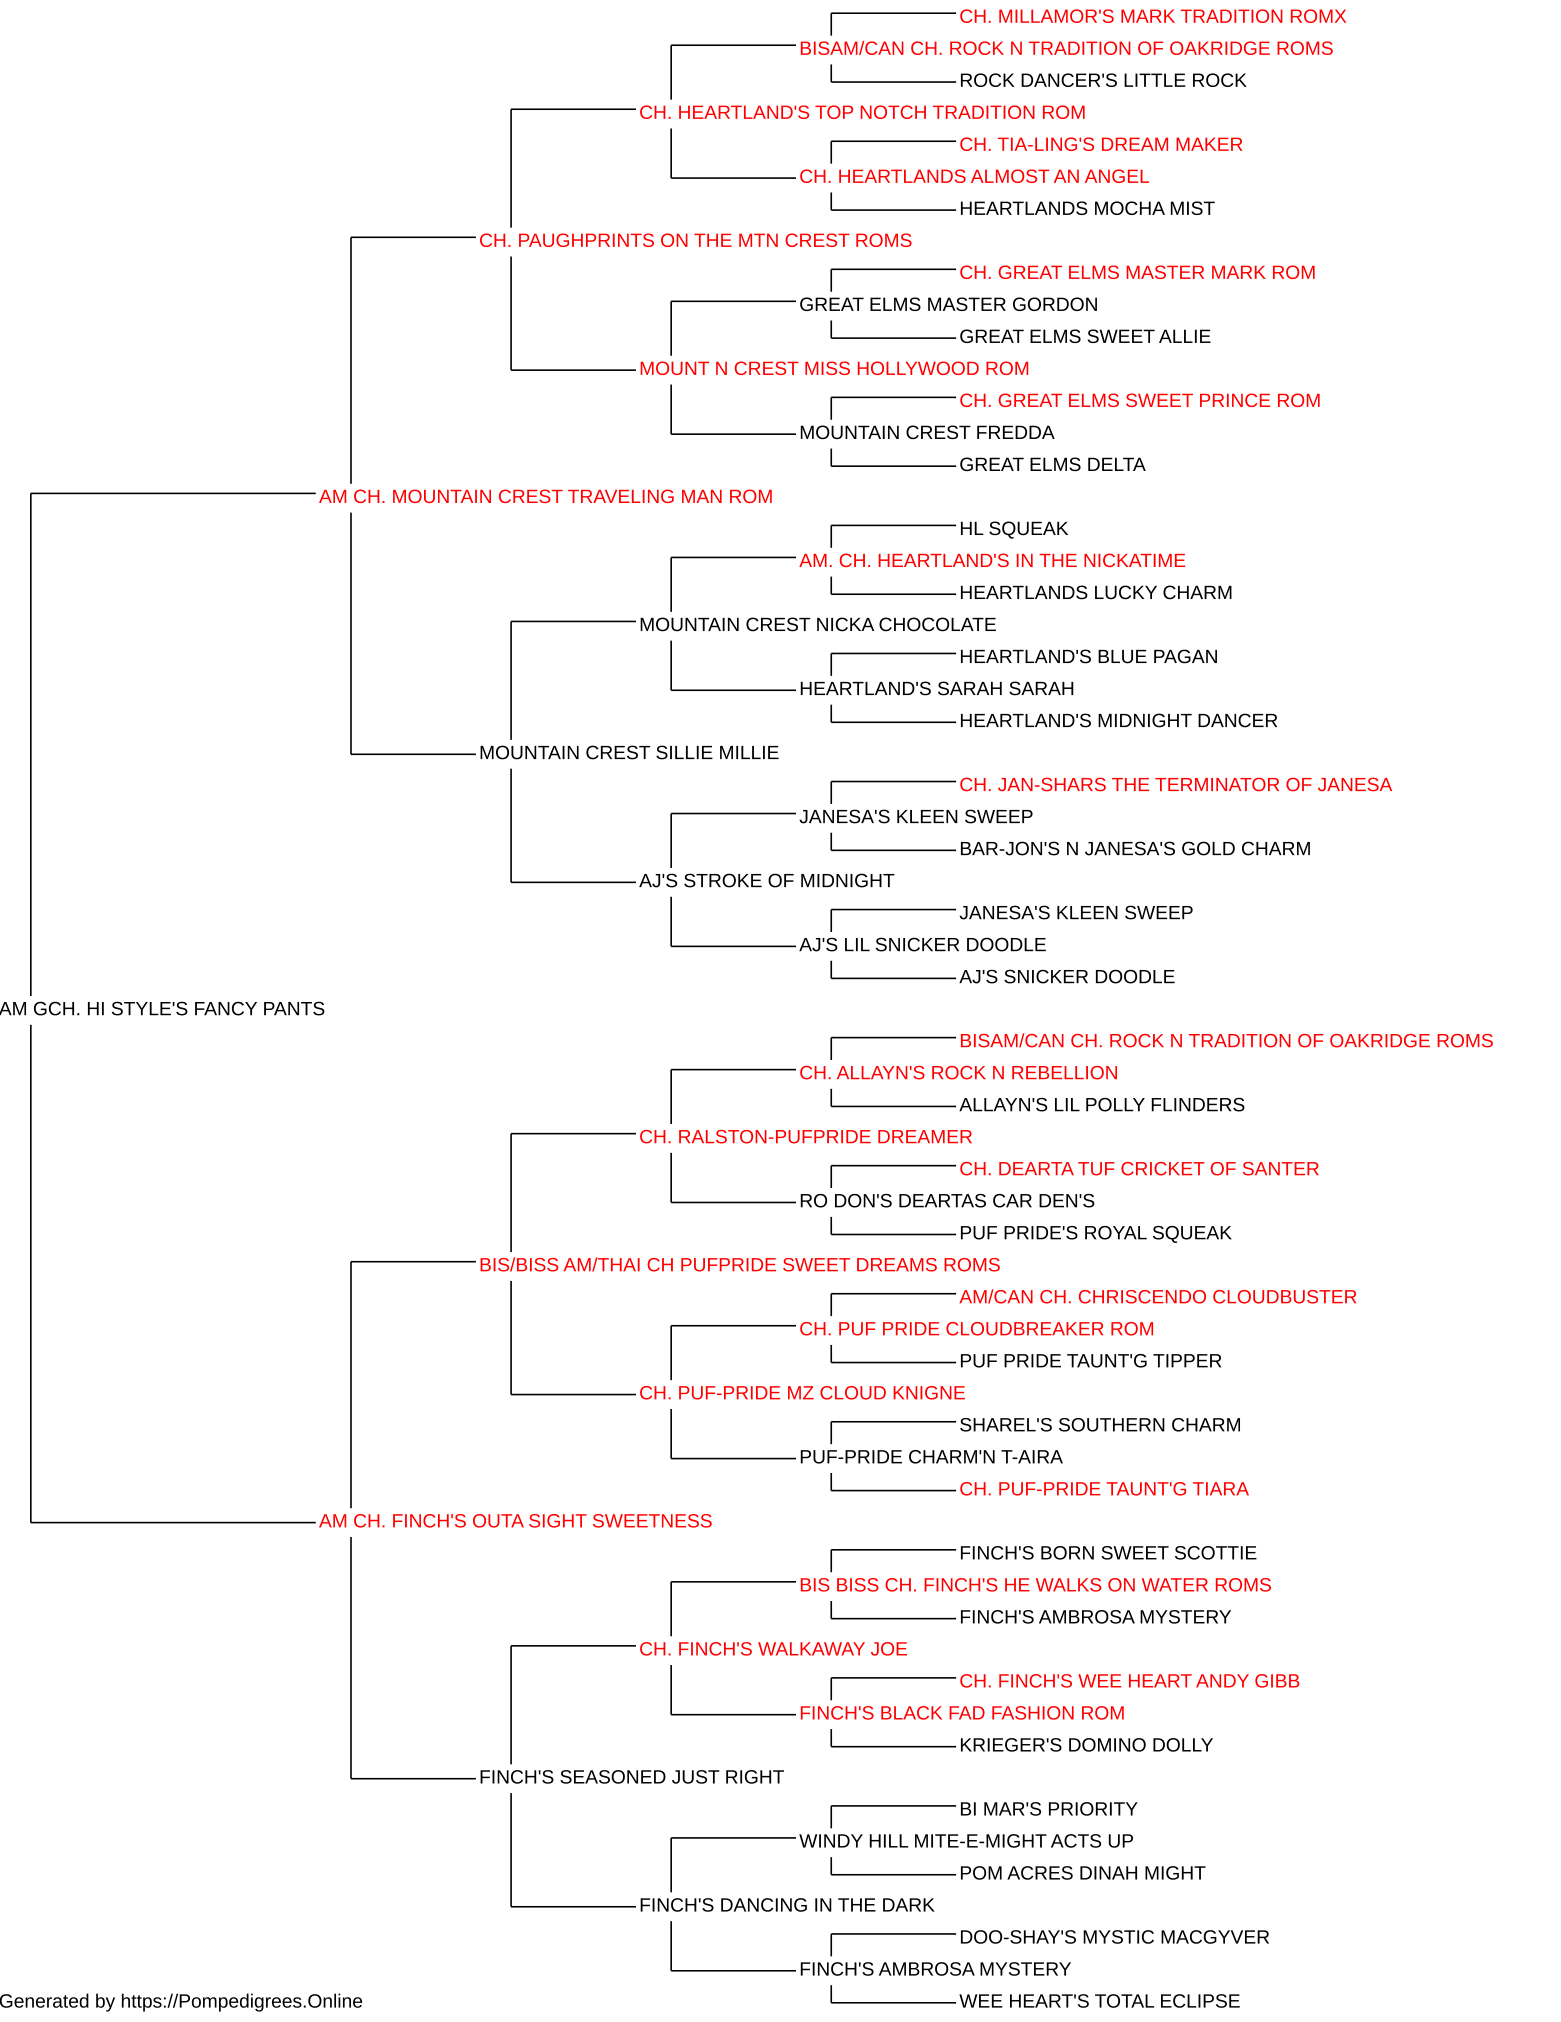 CH. MILLAMOR'S MARK TRADITION ROMX
BISAM/CAN CH. ROCK N TRADITION OF OAKRIDGE ROMS
ROCK DANCER'S LITTLE ROCK
CH. HEARTLAND'S TOP NOTCH TRADITION ROM
CH. TIA-LING'S DREAM MAKER
CH. HEARTLANDS ALMOST AN ANGEL
HEARTLANDS MOCHA MIST
CH. PAUGHPRINTS ON THE MTN CREST ROMS
CH. GREAT ELMS MASTER MARK ROM
GREAT ELMS MASTER GORDON
GREAT ELMS SWEET ALLIE
MOUNT N CREST MISS HOLLYWOOD ROM
CH. GREAT ELMS SWEET PRINCE ROM
MOUNTAIN CREST FREDDA
GREAT ELMS DELTA
AM CH. MOUNTAIN CREST TRAVELING MAN ROM
HL SQUEAK
AM. CH. HEARTLAND'S IN THE NICKATIME
HEARTLANDS LUCKY CHARM
MOUNTAIN CREST NICKA CHOCOLATE
HEARTLAND'S BLUE PAGAN
HEARTLAND'S SARAH SARAH
HEARTLAND'S MIDNIGHT DANCER
MOUNTAIN CREST SILLIE MILLIE
CH. JAN-SHARS THE TERMINATOR OF JANESA
JANESA'S KLEEN SWEEP
BAR-JON'S N JANESA'S GOLD CHARM
AJ'S STROKE OF MIDNIGHT
JANESA'S KLEEN SWEEP
AJ'S LIL SNICKER DOODLE
AJ'S SNICKER DOODLE
AM GCH. HI STYLE'S FANCY PANTS
BISAM/CAN CH. ROCK N TRADITION OF OAKRIDGE ROMS
CH. ALLAYN'S ROCK N REBELLION
ALLAYN'S LIL POLLY FLINDERS
CH. RALSTON-PUFPRIDE DREAMER
CH. DEARTA TUF CRICKET OF SANTER
RO DON'S DEARTAS CAR DEN'S
PUF PRIDE'S ROYAL SQUEAK
BIS/BISS AM/THAI CH PUFPRIDE SWEET DREAMS ROMS
AM/CAN CH. CHRISCENDO CLOUDBUSTER
CH. PUF PRIDE CLOUDBREAKER ROM
PUF PRIDE TAUNT'G TIPPER
CH. PUF-PRIDE MZ CLOUD KNIGNE
SHAREL'S SOUTHERN CHARM
PUF-PRIDE CHARM'N T-AIRA
CH. PUF-PRIDE TAUNT'G TIARA
AM CH. FINCH'S OUTA SIGHT SWEETNESS
FINCH'S BORN SWEET SCOTTIE
BIS BISS CH. FINCH'S HE WALKS ON WATER ROMS
FINCH'S AMBROSA MYSTERY
CH. FINCH'S WALKAWAY JOE
CH. FINCH'S WEE HEART ANDY GIBB
FINCH'S BLACK FAD FASHION ROM
KRIEGER'S DOMINO DOLLY
FINCH'S SEASONED JUST RIGHT
BI MAR'S PRIORITY
WINDY HILL MITE-E-MIGHT ACTS UP
POM ACRES DINAH MIGHT
FINCH'S DANCING IN THE DARK
DOO-SHAY'S MYSTIC MACGYVER
FINCH'S AMBROSA MYSTERY
WEE HEART'S TOTAL ECLIPSE
Generated by https://Pompedigrees.Online